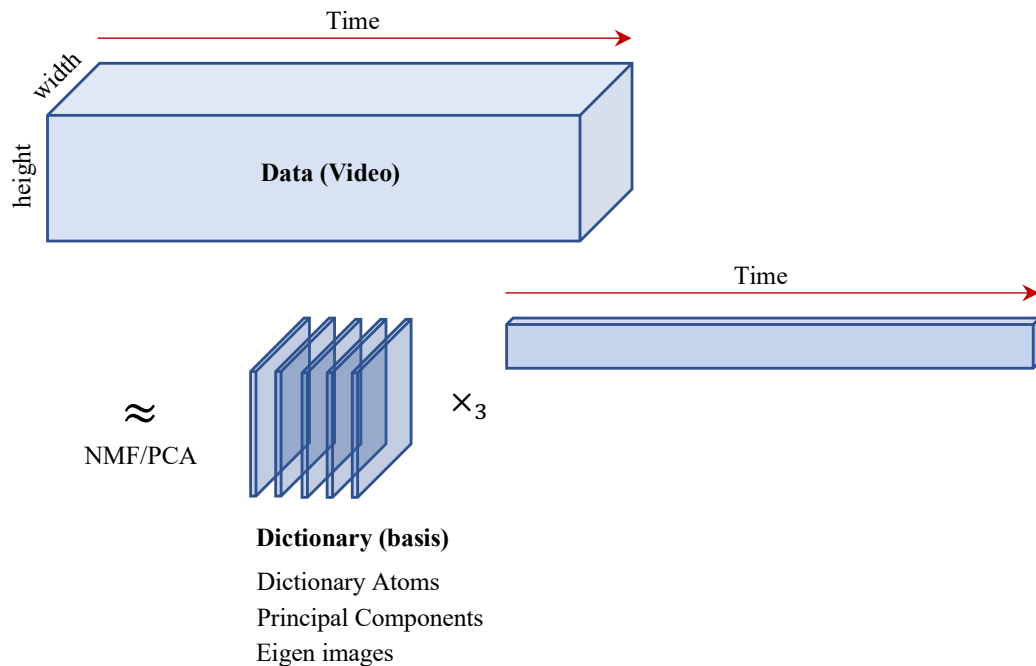 Time
width
height
Data (Video)
Time
≈
×₃
NMF/PCA
Dictionary (basis)
Dictionary Atoms
Principal Components
Eigen images